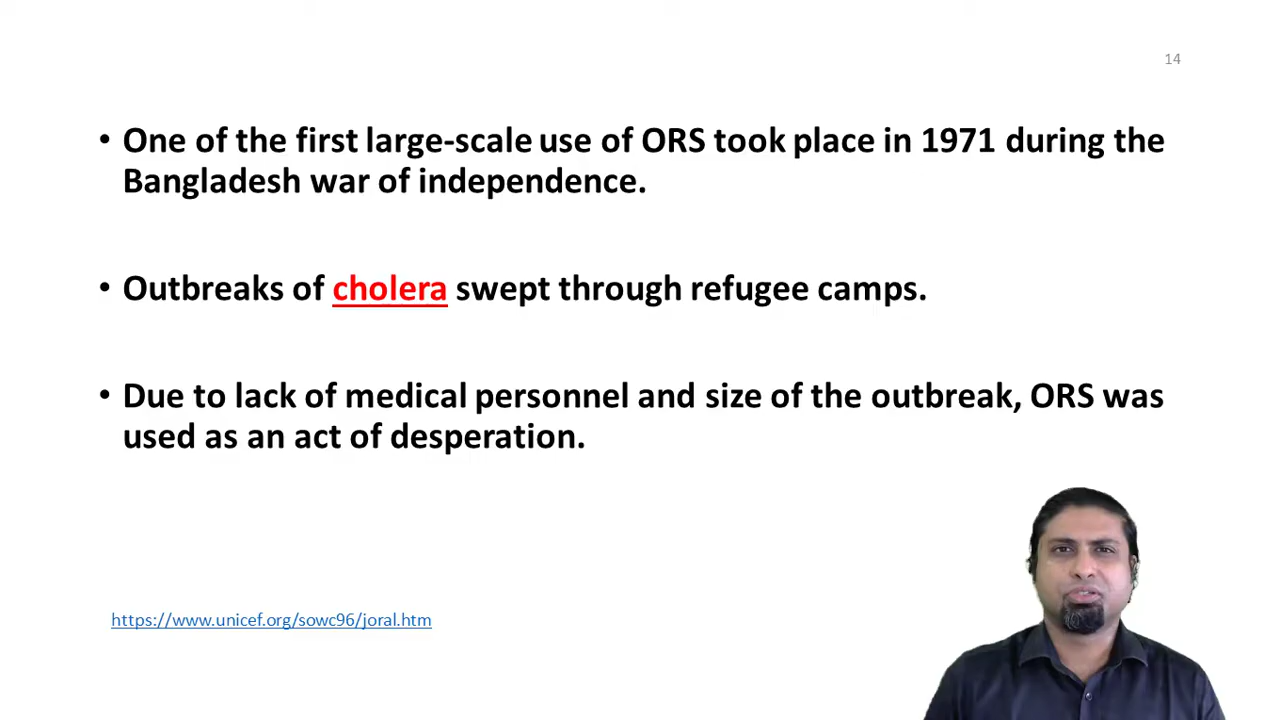 14
• One of the first large-scale use of ORS took place in 1971 during the
Bangladesh war of independence.
• Outbreaks of cholera swept through refugee camps.
• Due to lack of medical personnel and size of the outbreak, ORS was
used as an act of desperation.
https://www.unicef.org/sowc96/joral.htm